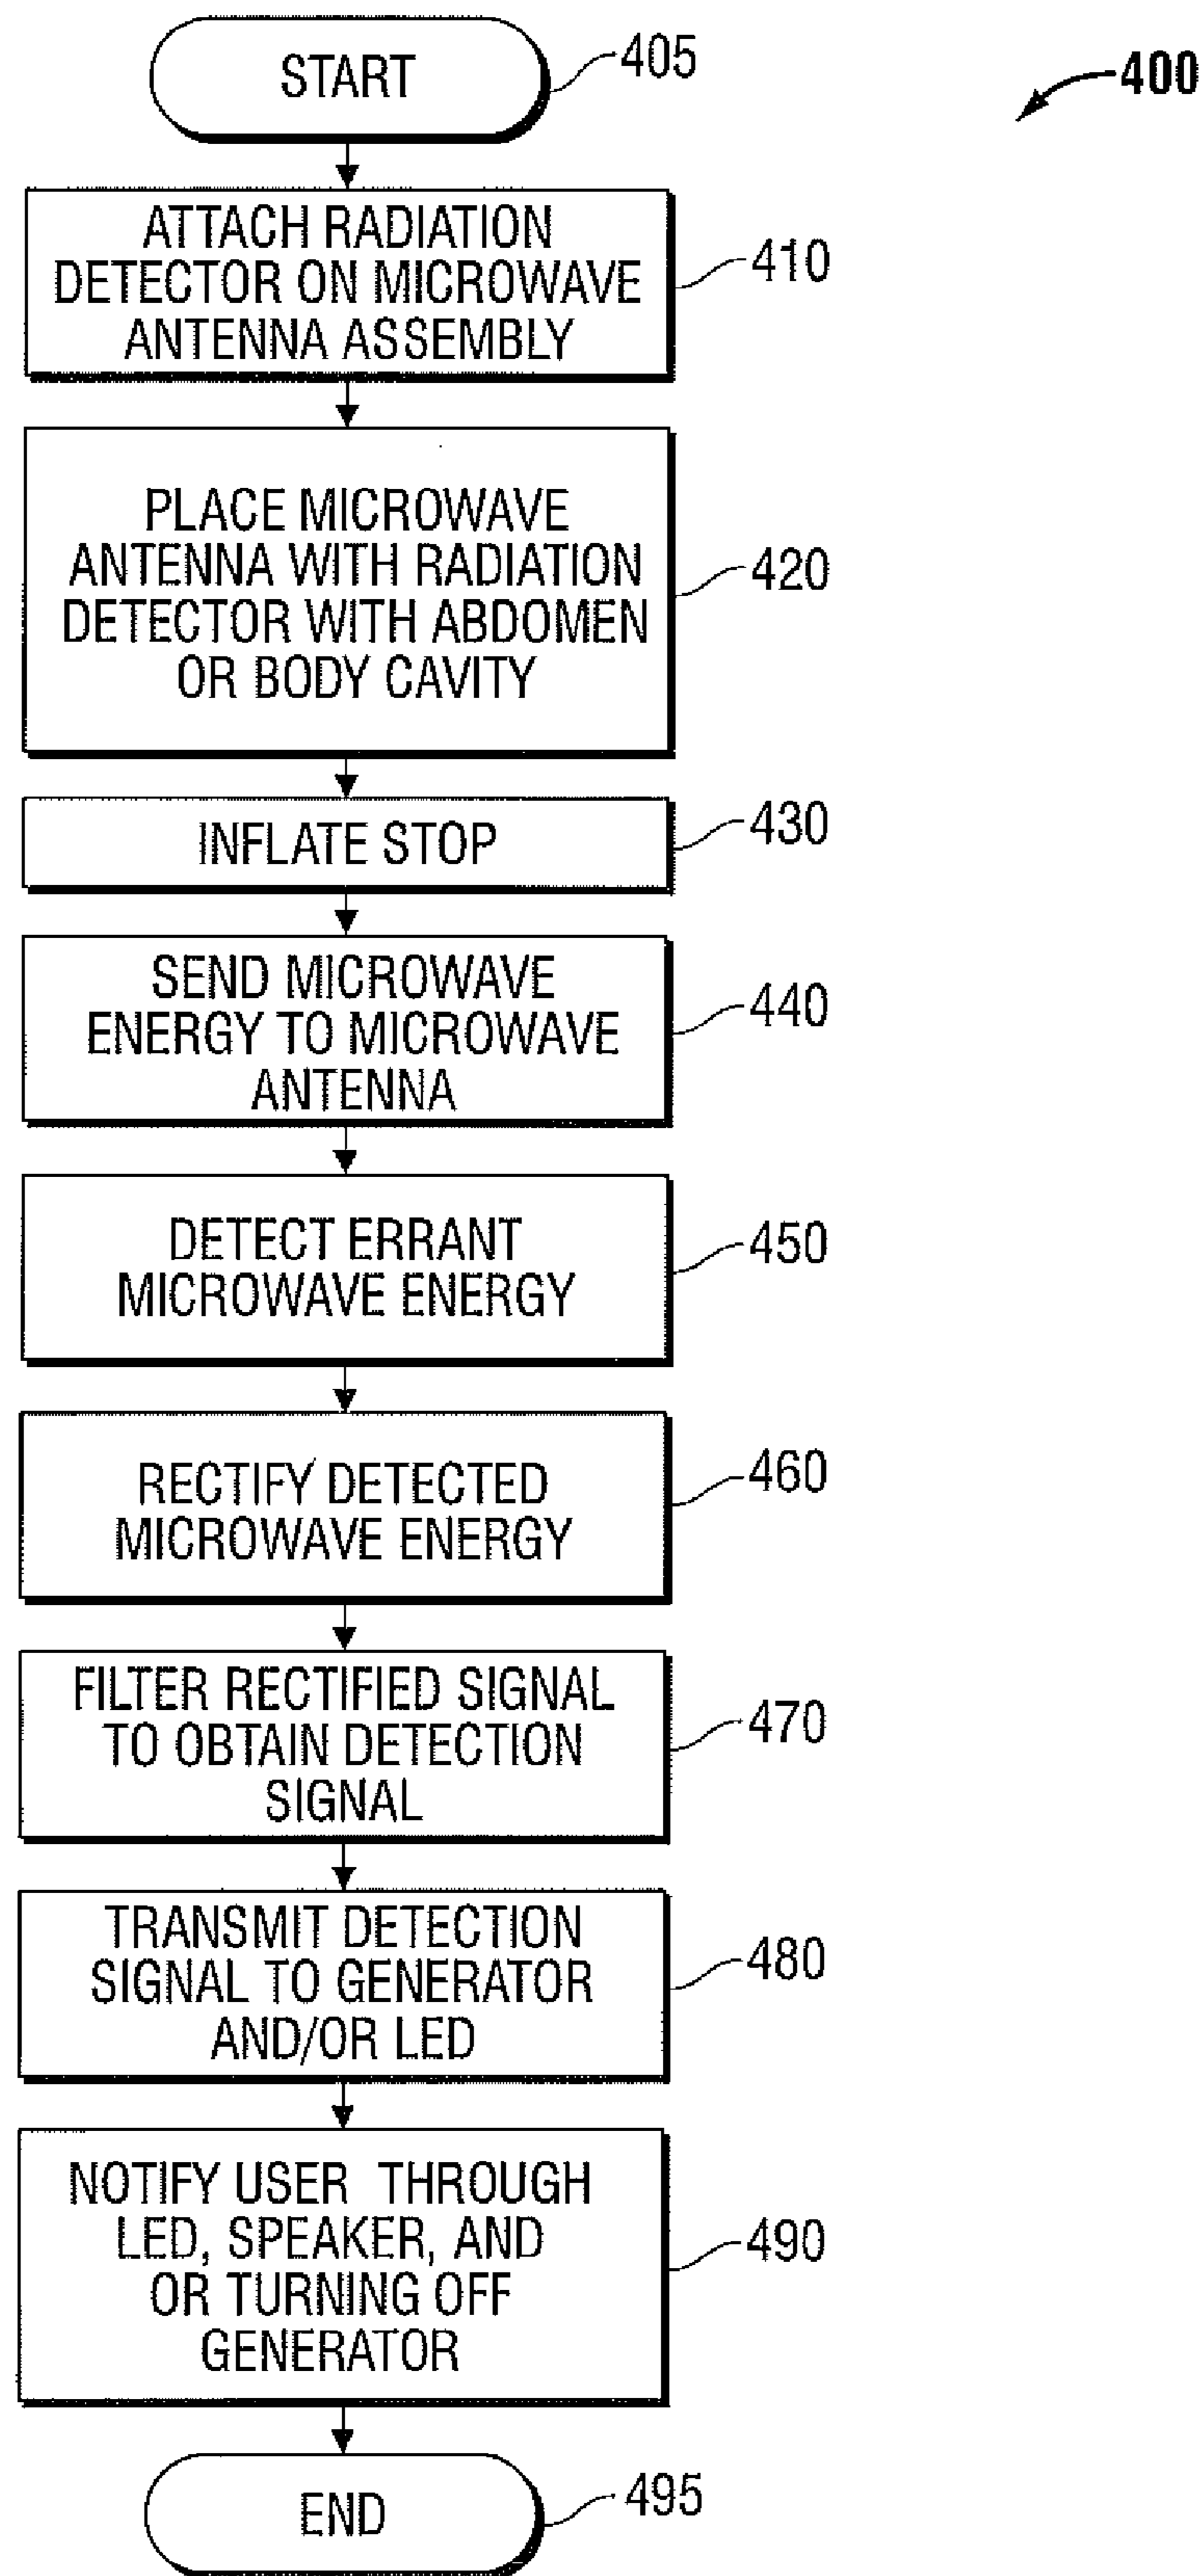 START
405
400
ATTACH RADIATION
DETECTOR ON MICROWAVE
ANTENNA ASSEMBLY
410
PLACE MICROWAVE
ANTENNA WITH RADIATION
DETECTOR WITH ABDOMEN
OR BODY CAVITY
420
INFLATE STOP
430
SEND MICROWAVE
ENERGY TO MICROWAVE
ANTENNA
440
DETECT ERRANT
MICROWAVE ENERGY
450
RECTIFY DETECTED
MICROWAVE ENERGY
460
FILTER RECTIFIED SIGNAL
TO OBTAIN DETECTION
SIGNAL
470
TRANSMIT DETECTION
SIGNAL TO GENERATOR
AND/OR LED
480
NOTIFY USER THROUGH
LED, SPEAKER, AND
OR TURNING OFF
GENERATOR
490
END
495